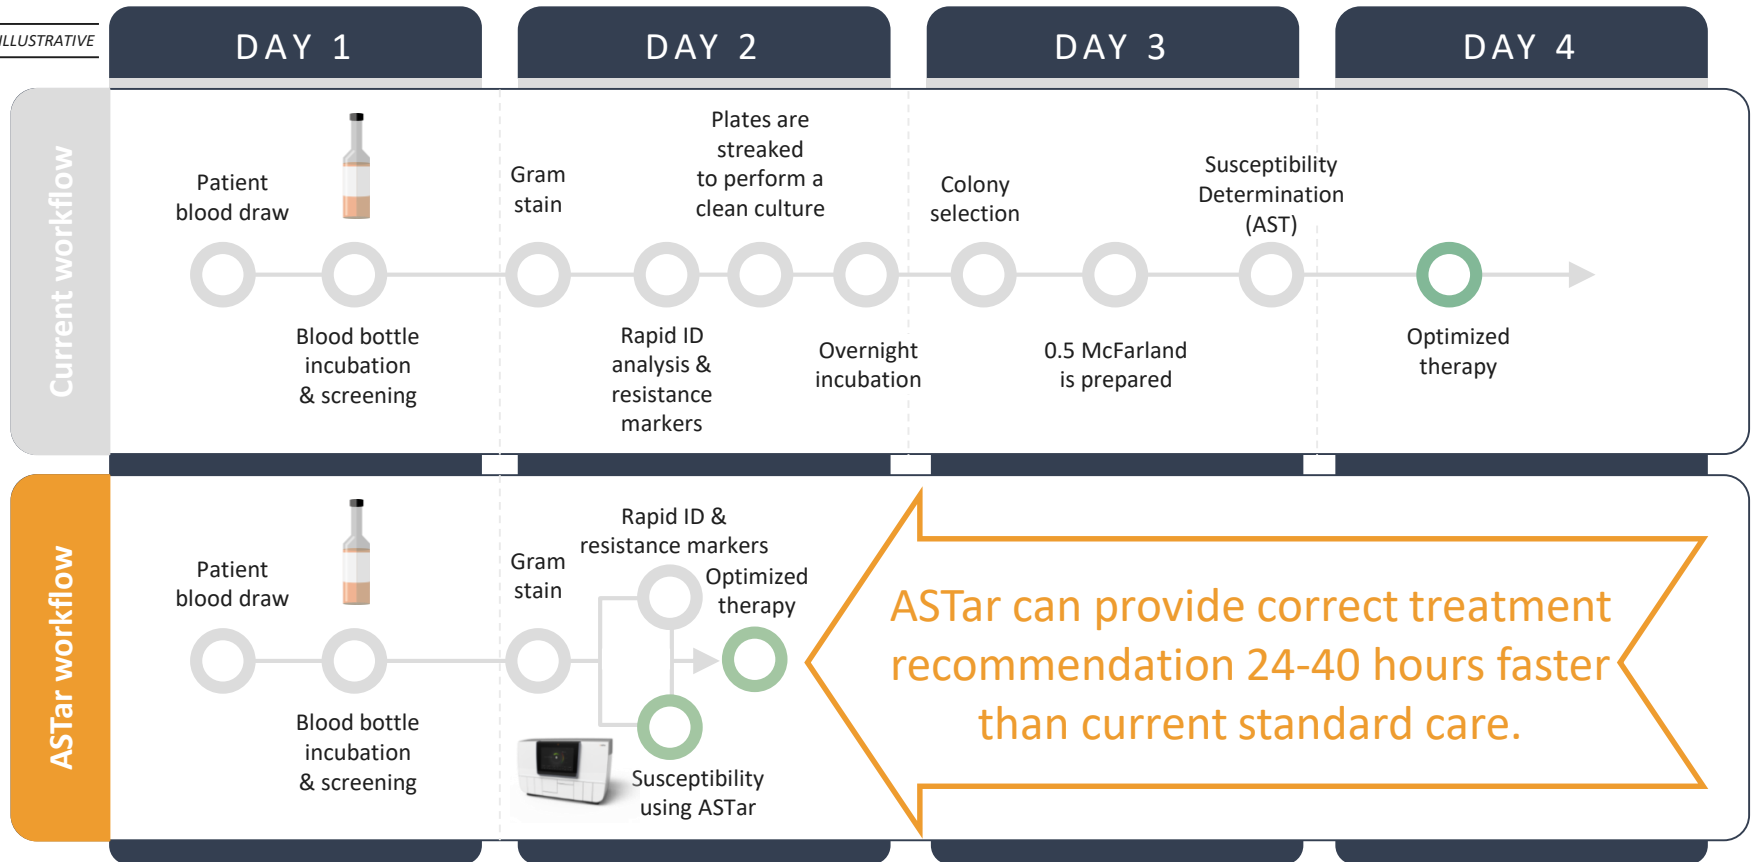 ILLUSTRATIVE
DAY 1
DAY 2
DAY 3
DAY 4
Current workflow
Patient
blood draw
Blood bottle
incubation
& screening
Gram
stain
Rapid ID
analysis &
resistance
markers
Plates are
streaked
to perform a
clean culture
Overnight
incubation
Colony
selection
0.5 McFarland
is prepared
Susceptibility
Determination
(AST)
Optimized
therapy
ASTar workflow
Patient
blood draw
Blood bottle
incubation
& screening
Gram
stain
Rapid ID &
resistance markers
Susceptibility
using ASTar
Optimized
therapy
ASTar can provide correct treatment
recommendation 24-40 hours faster
than current standard care.